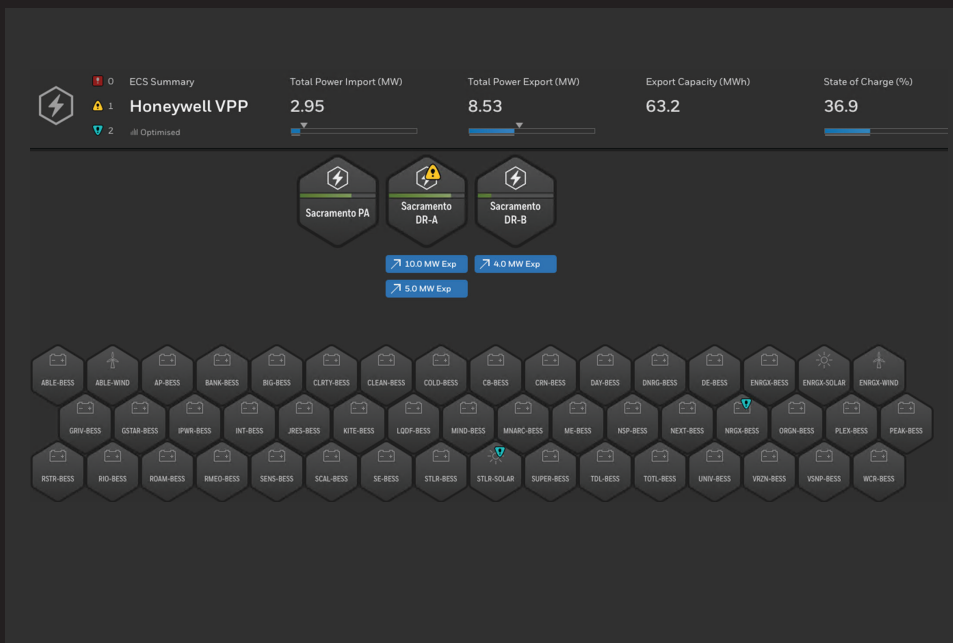 0 ECS Summary Total Power Import (MW) Total Power Export (MW) Export Capacity (MWh) State of Charge (%)
1 Honeywell VPP 2.95 8.53 63.2 36.9
2 Optimised
Sacramento PA
Sacramento
DR-A
Sacramento
DR-B
10.0 MW Exp 4.0 MW Exp
5.0 MW Exp
ABLE-BESS ABLE-WIND AP-BESS BANK-BESS BIG-BESS CLRTY-BESS CLEAN-BESS COLD-BESS CB-BESS CRN-BESS DAY-BESS DNRG-BESS DE-BESS ENRGX-BESS ENRGX-SOLAR ENRGX-WIND
GRIV-BESS GSTAR-BESS IPWR-BESS INT-BESS JRES-BESS KITE-BESS LQDF-BESS MIND-BESS MNARC-BESS ME-BESS NSP-BESS NEXT-BESS NRGX-BESS ORGN-BESS PLEX-BESS PEAK-BESS
RSTR-BESS RIO-BESS ROAM-BESS RMEO-BESS SENS-BESS SCAL-BESS SE-BESS STLR-BESS STLR-SOLAR SUPER-BESS TDL-BESS TOTL-BESS UNIV-BESS VRZN-BESS VSNP-BESS WCR-BESS